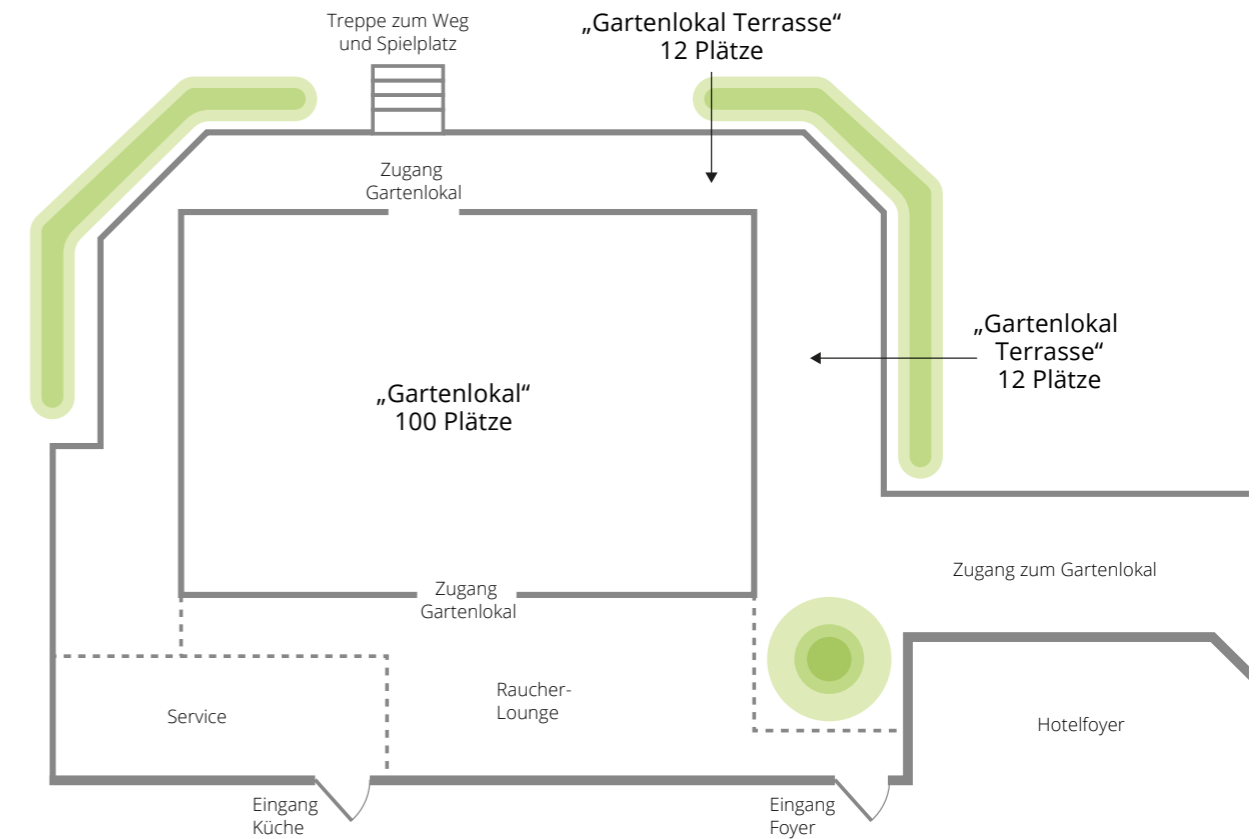 Treppe zum Weg
und Spielplatz
„Gartenlokal Terrasse“
12 Plätze
Zugang
Gartenlokal
„Gartenlokal
Terrasse“
12 Plätze
„Gartenlokal“
100 Plätze
Zugang zum Gartenlokal
Zugang
Gartenlokal
Raucher-
Lounge
Service
Hotelfoyer
Eingang
Küche
Eingang
Foyer